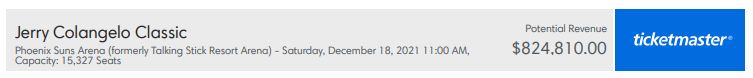 Jerry Colangelo Classic
Phoenix Suns Arena (formerly Talking Stick Resort Arena) - Saturday, December 18, 2021 11:00 AM,
Capacity: 15,327 Seats
Potential Revenue
$824,810.00
ticketmaster®